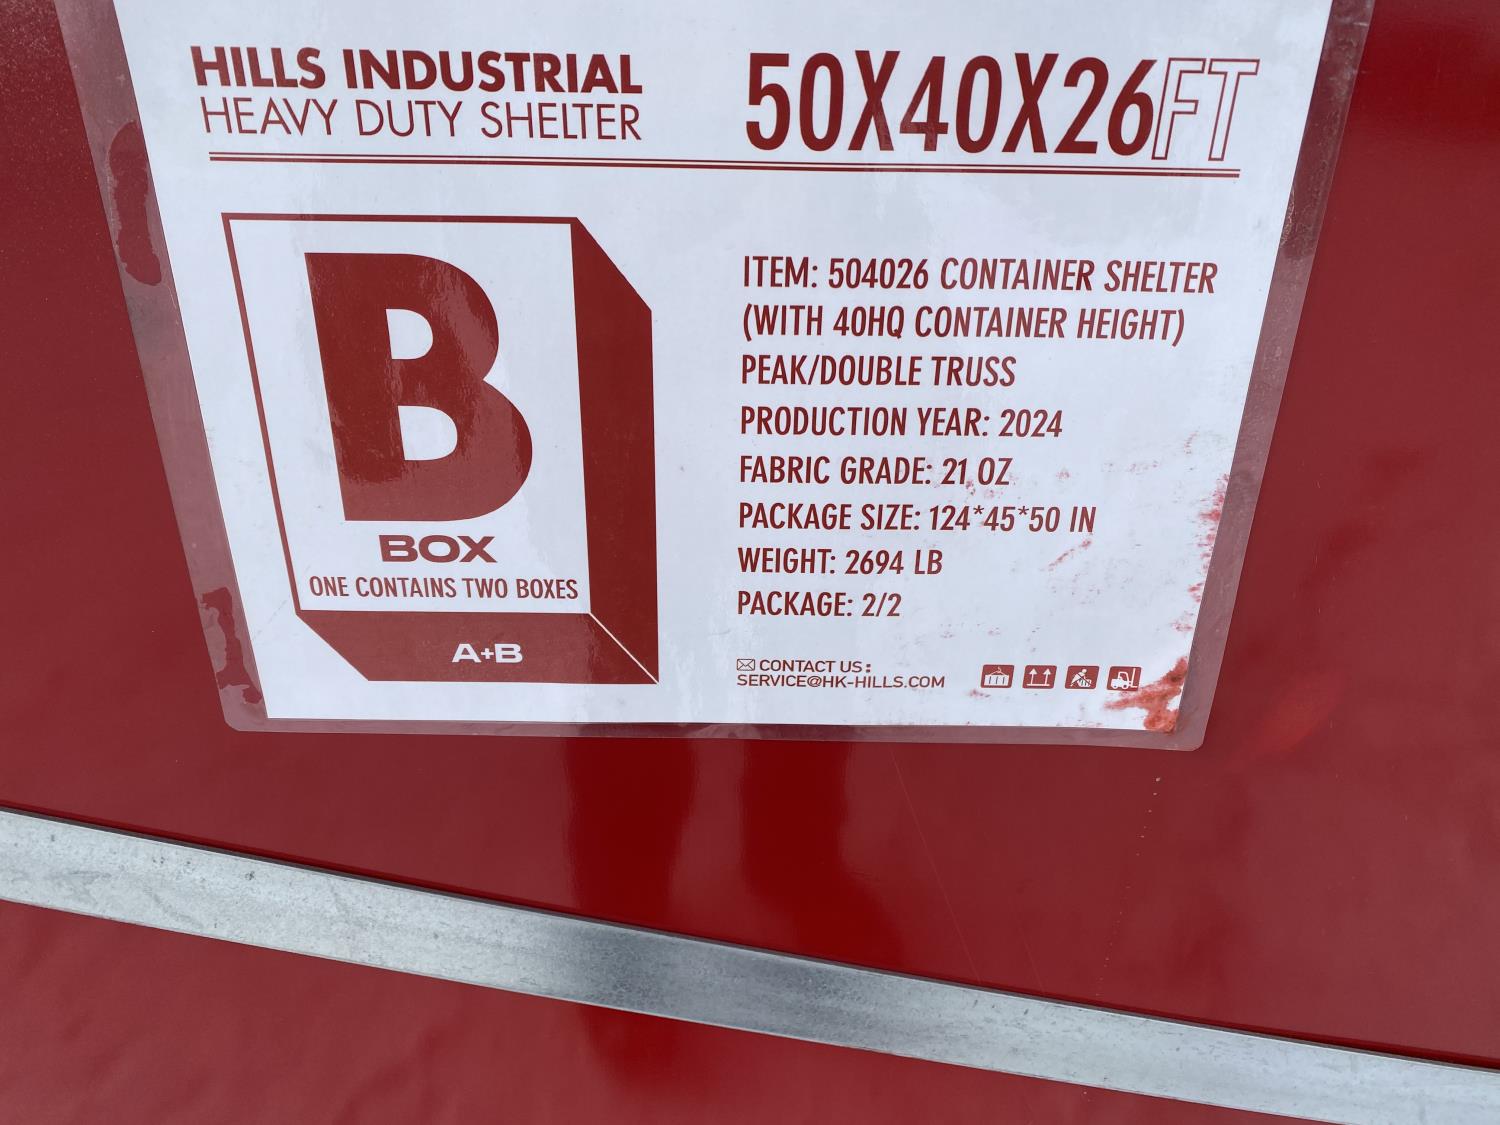 HILLS INDUSTRIAL
HEAVY DUTY SHELTER
50X40X26FT
B
BOX
ONE CONTAINS TWO BOXES
A+B
ITEM: 504026 CONTAINER SHELTER
(WITH 40HQ CONTAINER HEIGHT)
PEAK/DOUBLE TRUSS
PRODUCTION YEAR: 2024
FABRIC GRADE: 21 OZ
PACKAGE SIZE: 124*45*50 IN
WEIGHT: 2694 LB
PACKAGE: 2/2
CONTACT US:
SERVICE@HK-HILLS.COM